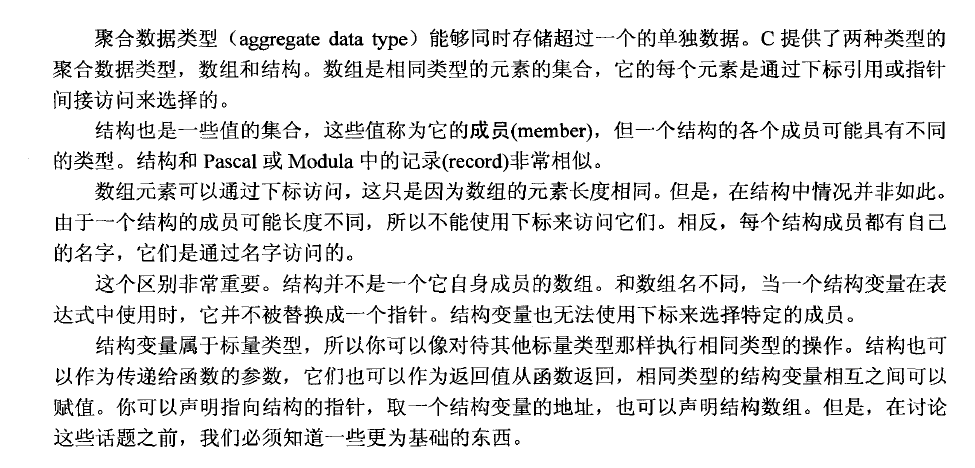 聚合数据类型（aggregate data type）能够同时存储超过一个的单独数据。C 提供了两种类型的
聚合数据类型，数组和结构。数组是相同类型的元素的集合，它的每个元素是通过下标引用或指针
间接访问来选择的。
结构也是一些值的集合，这些值称为它的成员(member)，但一个结构的各个成员可能具有不同
的类型。结构和 Pascal 或 Modula 中的记录(record)非常相似。
数组元素可以通过下标访问，这只是因为数组的元素长度相同。但是，在结构中情况并非如此。
由于一个结构的成员可能长度不同，所以不能使用下标来访问它们。相反，每个结构成员都有自己
的名字，它们是通过名字访问的。
这个区别非常重要。结构并不是一个它自身成员的数组。和数组名不同，当一个结构变量在表
达式中使用时，它并不被替换成一个指针。结构变量也无法使用下标来选择特定的成员。
结构变量属于标量类型，所以你可以像对待其他标量类型那样执行相同类型的操作。结构也可
以作为传递给函数的参数，它们也可以作为返回值从函数返回，相同类型的结构变量相互之间可以
赋值。你可以声明指向结构的指针，取一个结构变量的地址，也可以声明结构数组。但是，在讨论
这些话题之前，我们必须知道一些更为基础的东西。